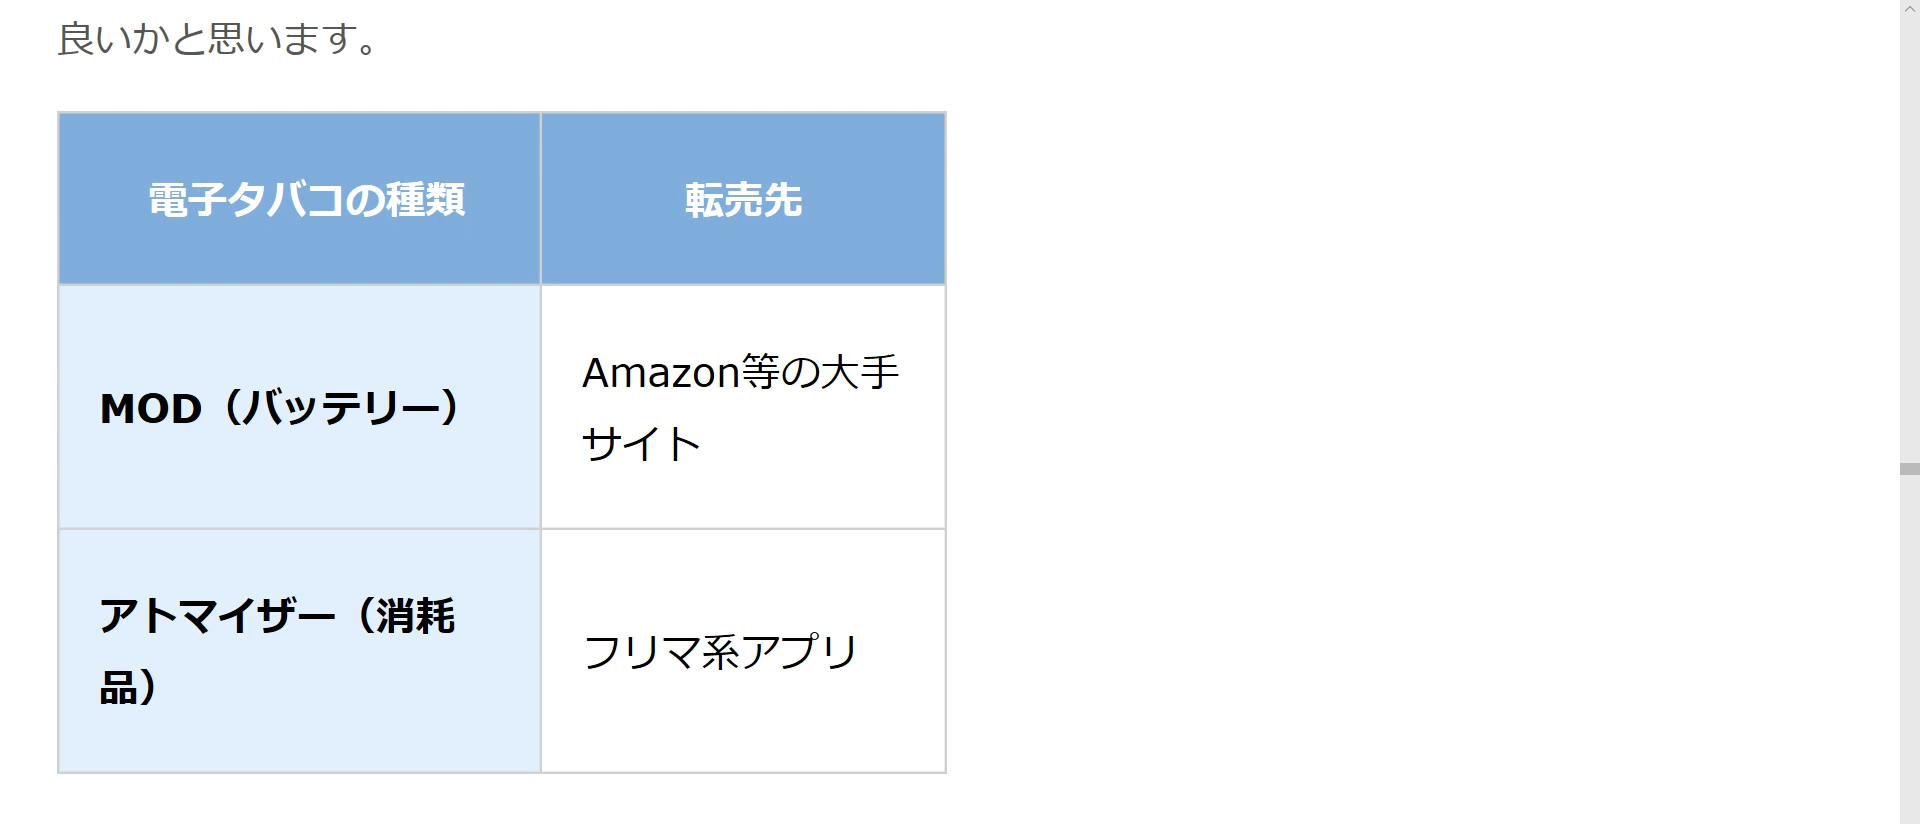 良いかと思います。
電子タバコの種類
転売先
MOD（バッテリー）
Amazon等の大手
サイト
アトマイザー（消耗
品）
フリマ系アプリ